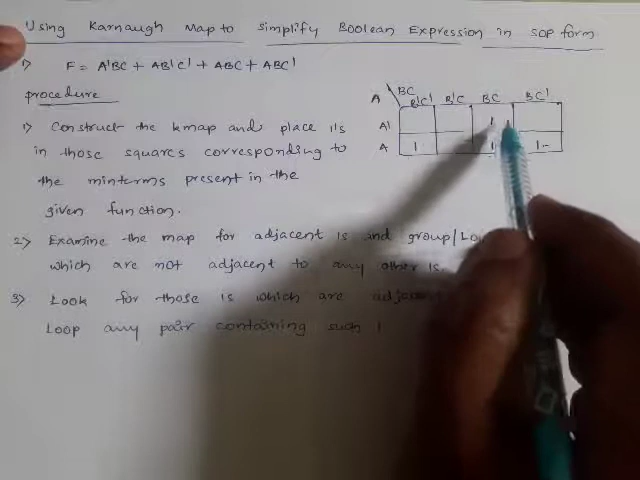 Using Karnaugh Map to simplify Boolean Expression in SOP form
1) F = A'BC + AB'C' + ABC + ABC'
procedure
A BC B'C' B'C BC BC'
A' 1
A 1 1 1
1) Construct the kmap and place 1s
in those squares corresponding to
the minterms present in the
given function.
2) Examine the map for adjacent 1s and group/
which are not adjacent to any other 1s.
3) Look for those 1s which are
Loop any pair containing such 1